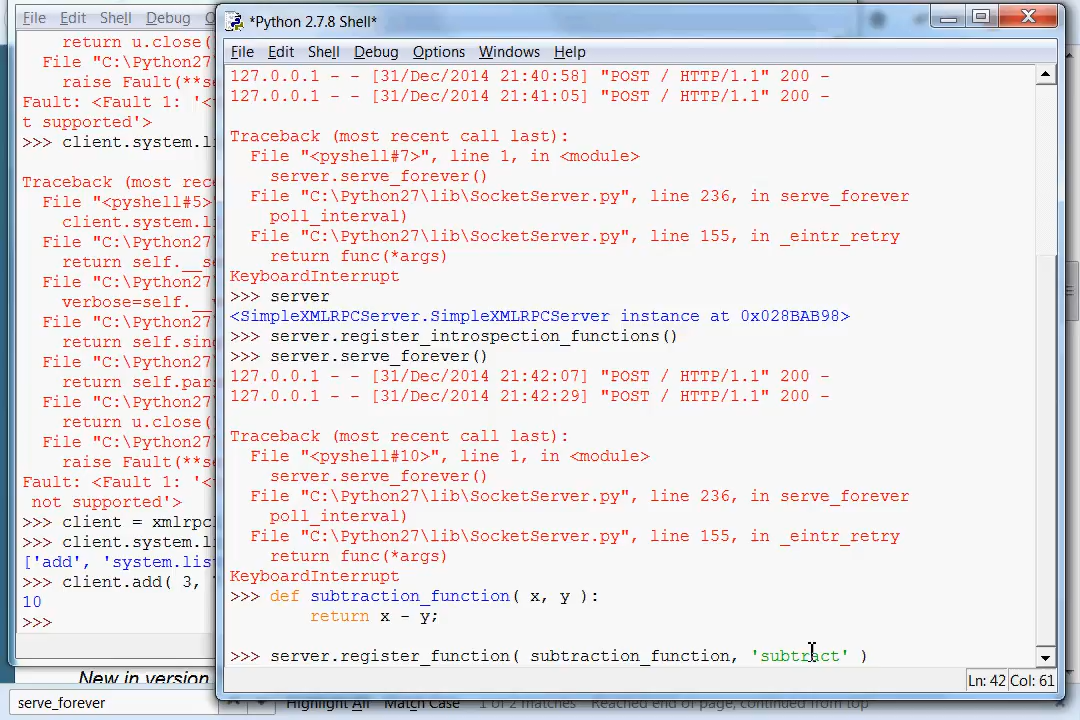 File Edit Shell Debug
return u.close(
File "C:\Python27
raise Fault(**s
Fault: <Fault 1: '<
t supported'>
>>> client.system.l
Traceback (most rec
File "<pyshell#5>
client.system.l
File "C:\Python27
return self.__s
File "C:\Python27
verbose=self.__
File "C:\Python27
return self.sin
File "C:\Python27
return self.par
File "C:\Python27
return u.close(
File "C:\Python27
raise Fault(**s
Fault: <Fault 1: '<
not supported'>
>>> client = xmlrpc
>>> client.system.l
['add', 'system.lis
>>> client.add( 3,
10
>>>
*Python 2.7.8 Shell*
File Edit Shell Debug Options Windows Help
127.0.0.1 - - [31/Dec/2014 21:40:58] "POST / HTTP/1.1" 200 -
127.0.0.1 - - [31/Dec/2014 21:41:05] "POST / HTTP/1.1" 200 -
Traceback (most recent call last):
File "<pyshell#7>", line 1, in <module>
server.serve_forever()
File "C:\Python27\lib\SocketServer.py", line 236, in serve_forever
poll_interval)
File "C:\Python27\lib\SocketServer.py", line 155, in _eintr_retry
return func(*args)
KeyboardInterrupt
>>> server
<SimpleXMLRPCServer.SimpleXMLRPCServer instance at 0x028BAB98>
>>> server.register_introspection_functions()
>>> server.serve_forever()
127.0.0.1 - - [31/Dec/2014 21:42:07] "POST / HTTP/1.1" 200 -
127.0.0.1 - - [31/Dec/2014 21:42:29] "POST / HTTP/1.1" 200 -
Traceback (most recent call last):
File "<pyshell#10>", line 1, in <module>
server.serve_forever()
File "C:\Python27\lib\SocketServer.py", line 236, in serve_forever
poll_interval)
File "C:\Python27\lib\SocketServer.py", line 155, in _eintr_retry
return func(*args)
KeyboardInterrupt
>>> def subtraction_function( x, y ):
return x - y;
>>> server.register_function( subtraction_function, 'subtract' )
Ln: 42 Col: 61
New in version
serve_forever Highlight All Match Case 1 of 2 matches Reached end of page, continued from top